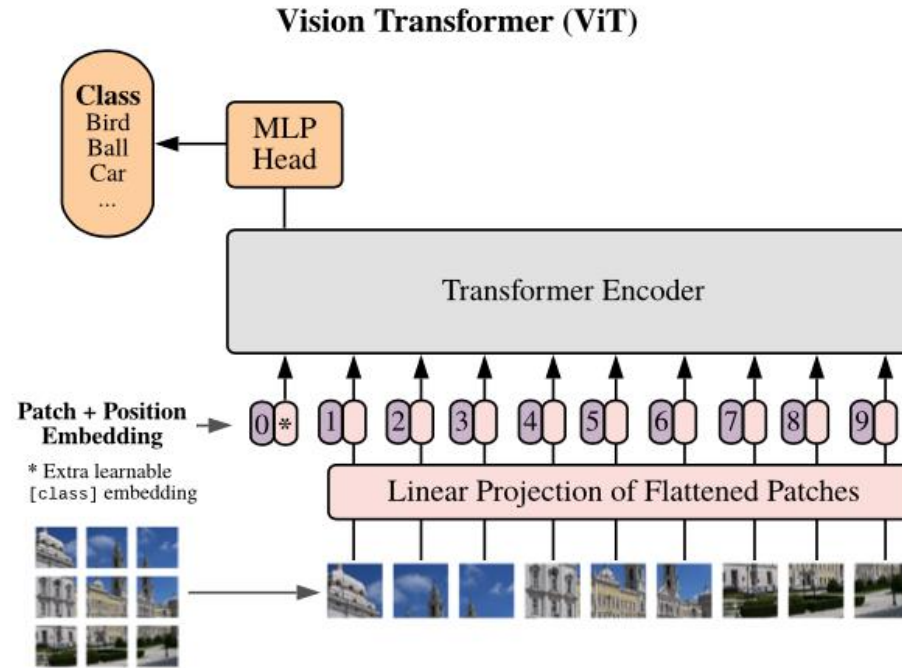 Vision Transformer (ViT)
Class
Bird
Ball
Car
...
MLP
Head
Transformer Encoder
Patch + Position
Embedding
0 * 1 2 3 4 5 6 7 8 9
* Extra learnable
[class] embedding
Linear Projection of Flattened Patches